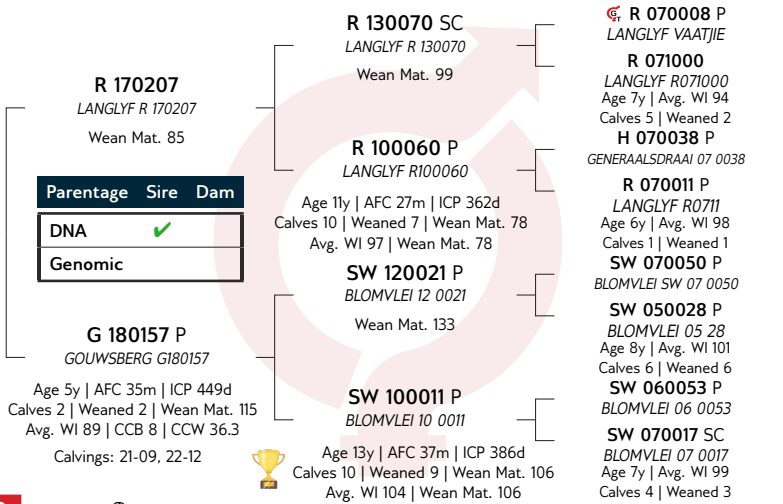 R 170207
LANGLYF R 170207
Wean Mat. 85
Parentage Sire Dam
DNA ✔
Genomic
G 180157 P
GOUWSBERG G180157
Age 5y | AFC 35m | ICP 449d
Calves 2 | Weaned 2 | Wean Mat. 115
Avg. WI 89 | CCB 8 | CCW 36.3
Calvings: 21-09, 22-12
R 130070 SC
LANGLYF R 130070
Wean Mat. 99
R 100060 P
LANGLYF R100060
Age 11y | AFC 27m | ICP 362d
Calves 10 | Weaned 7 | Wean Mat. 78
Avg. WI 97 | Wean Mat. 78
SW 120021 P
BLOMVLEI 12 0021
Wean Mat. 133
SW 100011 P
BLOMVLEI 10 0011
Age 13y | AFC 37m | ICP 386d
Calves 10 | Weaned 9 | Wean Mat. 106
Avg. WI 104 | Wean Mat. 106
R 070008 P
LANGLYF VAATJIE
R 071000
LANGLYF R071000
Age 7y | Avg. WI 94
Calves 5 | Weaned 2
H 070038 P
GENERAALSDRAAI 07 0038
R 070011 P
LANGLYF R0711
Age 6y | Avg. WI 98
Calves 1 | Weaned 1
SW 070050 P
BLOMVLEI SW 07 0050
SW 050028 P
BLOMVLEI 05 28
Age 8y | Avg. WI 101
Calves 6 | Weaned 6
SW 060053 P
BLOMVLEI 06 0053
SW 070017 SC
BLOMVLEI 07 0017
Age 7y | Avg. WI 99
Calves 4 | Weaned 3